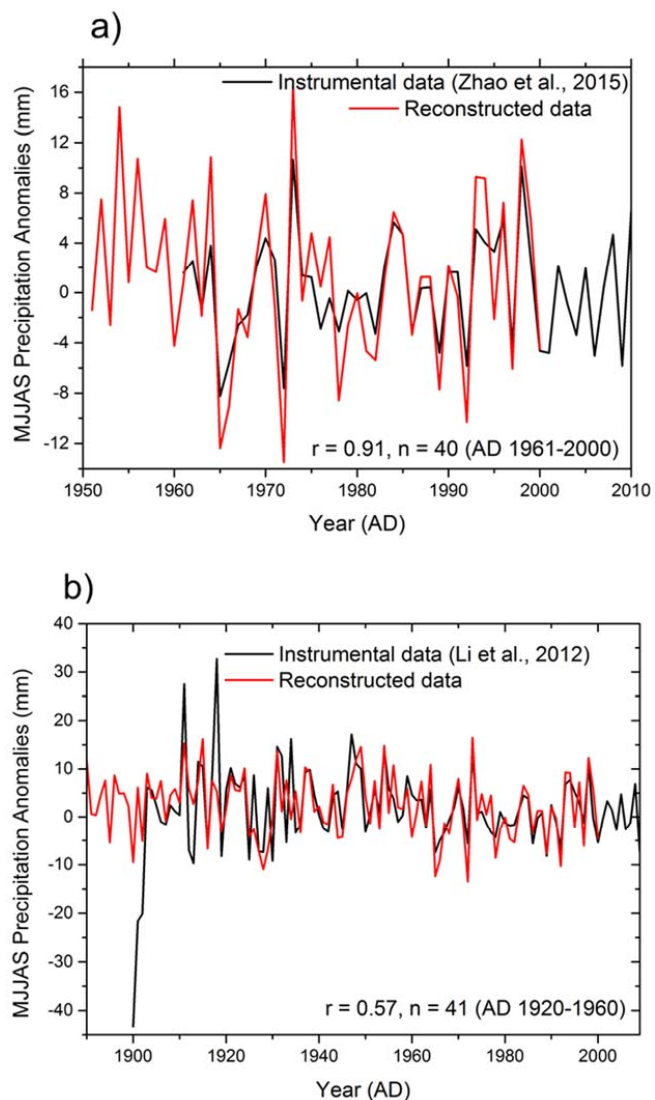 a)
Instrumental data (Zhao et al., 2015)
Reconstructed data
MJJAS Precipitation Anomalies (mm)
16
12
8
4
0
-4
-8
-12
r = 0.91, n = 40 (AD 1961-2000)
1950 1960 1970 1980 1990 2000 2010
Year (AD)
b)
Instrumental data (Li et al., 2012)
Reconstructed data
MJJAS Precipitation Anomalies (mm)
40
30
20
10
0
-10
-20
-30
-40
r = 0.57, n = 41 (AD 1920-1960)
1900 1920 1940 1960 1980 2000
Year (AD)